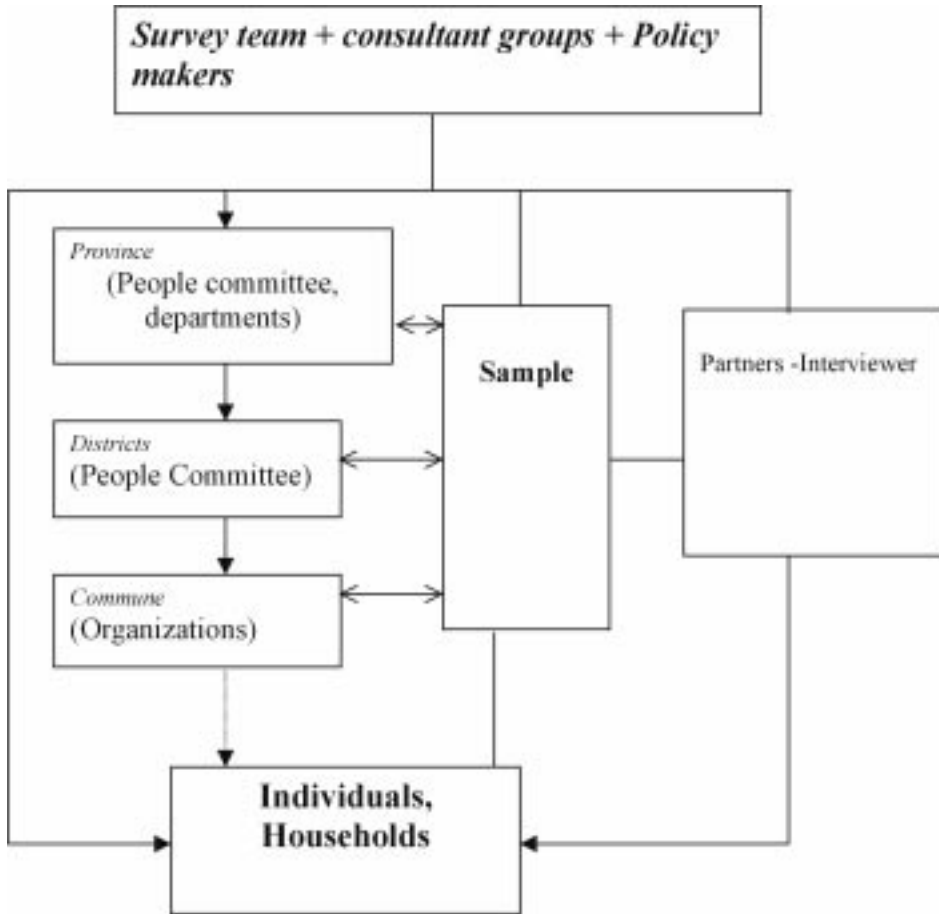 Survey team + consultant groups + Policy
makers
Province
(People committee,
departments)
Sample
Partners -Interviewer
Districts
(People Committee)
Commune
(Organizations)
Individuals,
Households